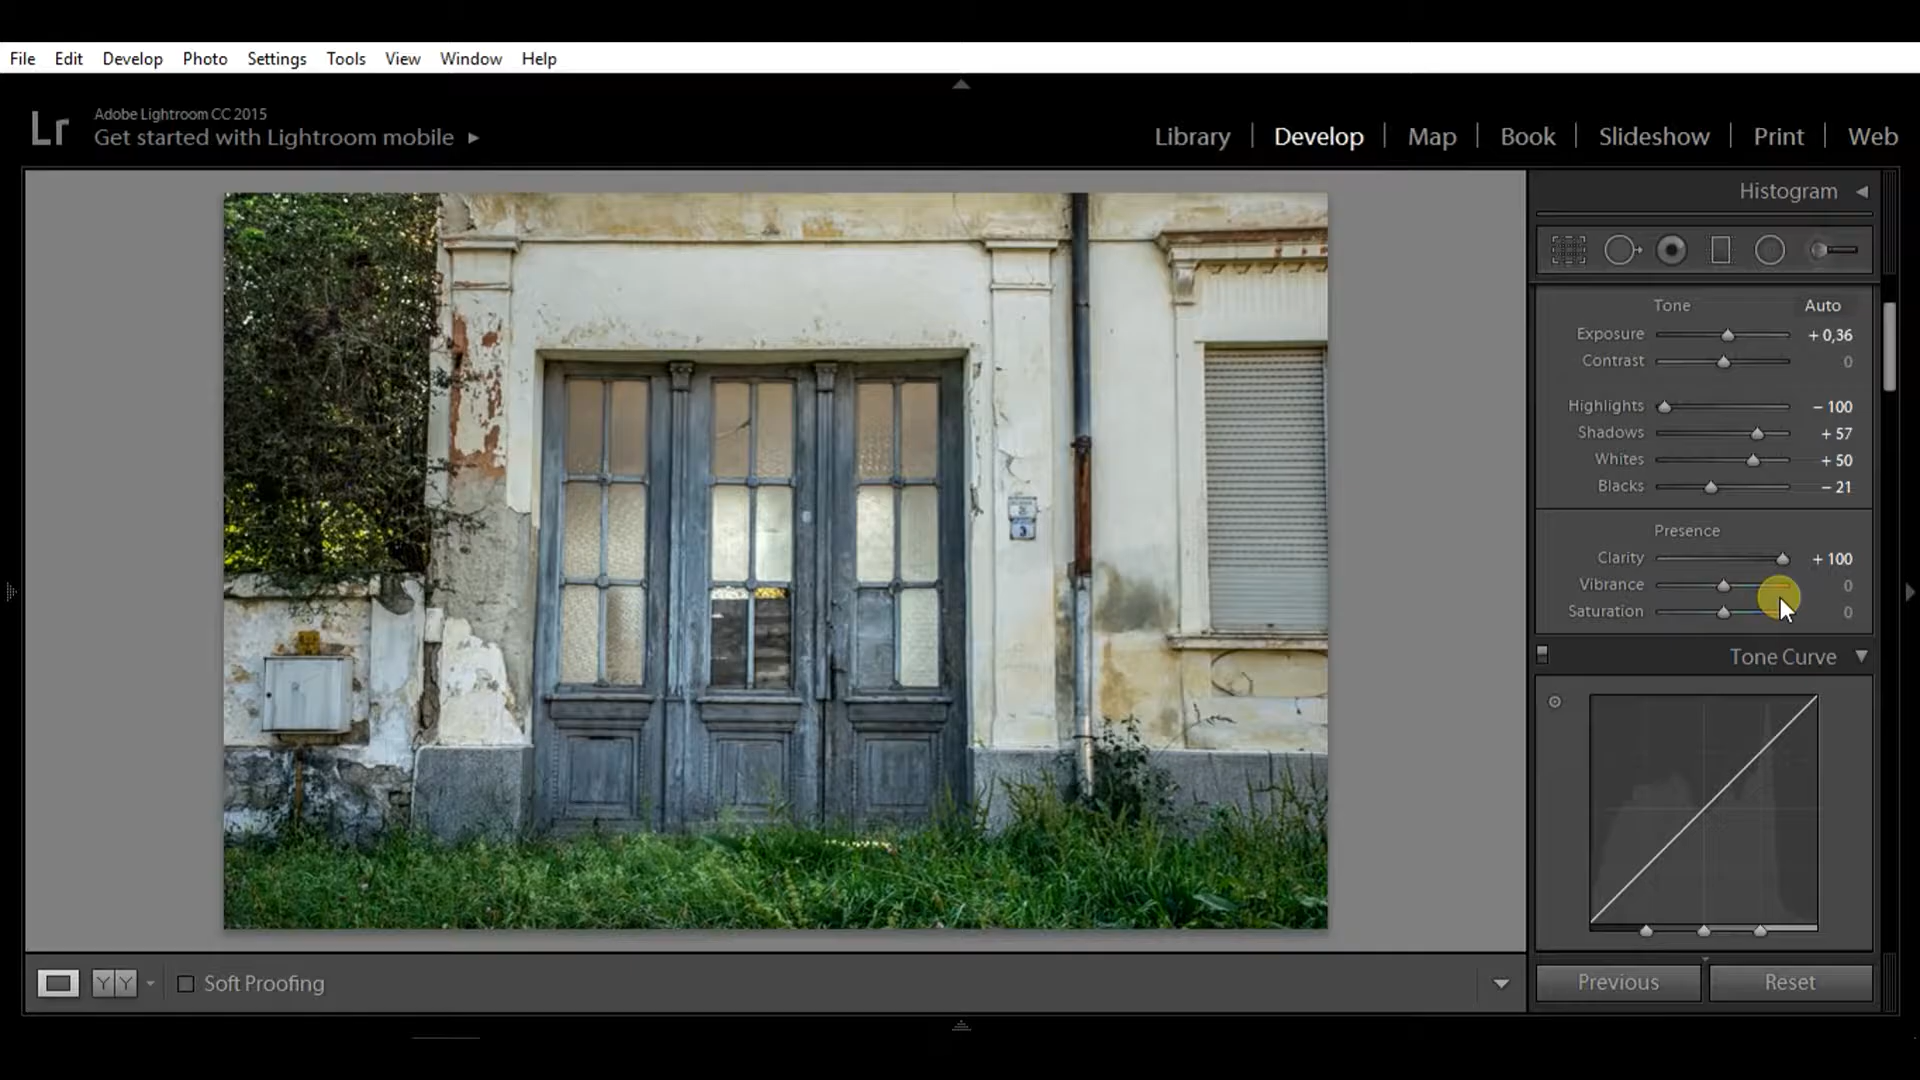 File Edit Develop Photo Settings Tools View Window Help
Lr
Adobe Lightroom CC 2015
Get started with Lightroom mobile
Library Develop Map Book Slideshow Print Web
Histogram
Tone Auto
Exposure + 0,36
Contrast 0
Highlights – 100
Shadows + 57
Whites + 50
Blacks – 21
Presence
Clarity + 100
Vibrance 0
Saturation 0
Tone Curve
Y Y
Soft Proofing
Previous Reset